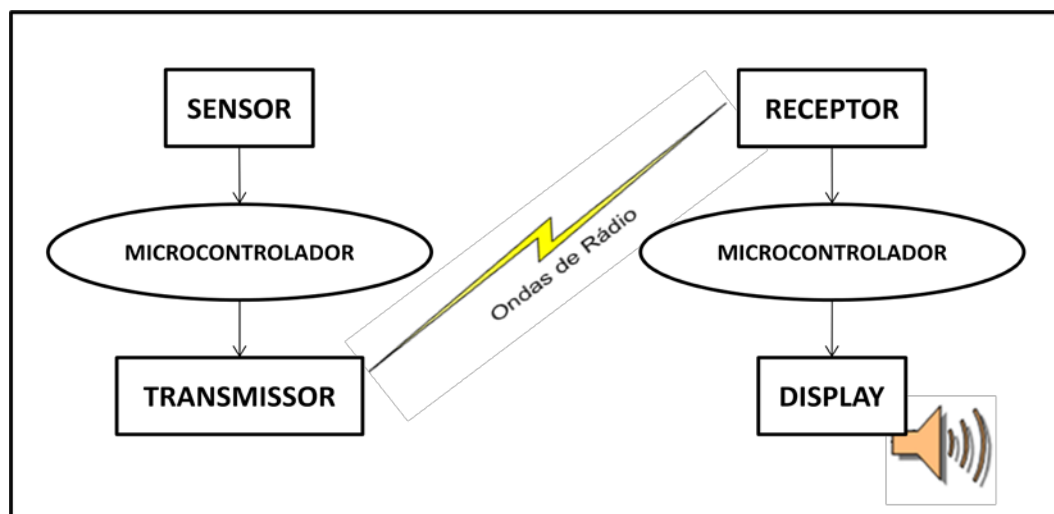 SENSOR
MICROCONTROLADOR
TRANSMISSOR
Ondas de Rádio
RECEPTOR
MICROCONTROLADOR
DISPLAY